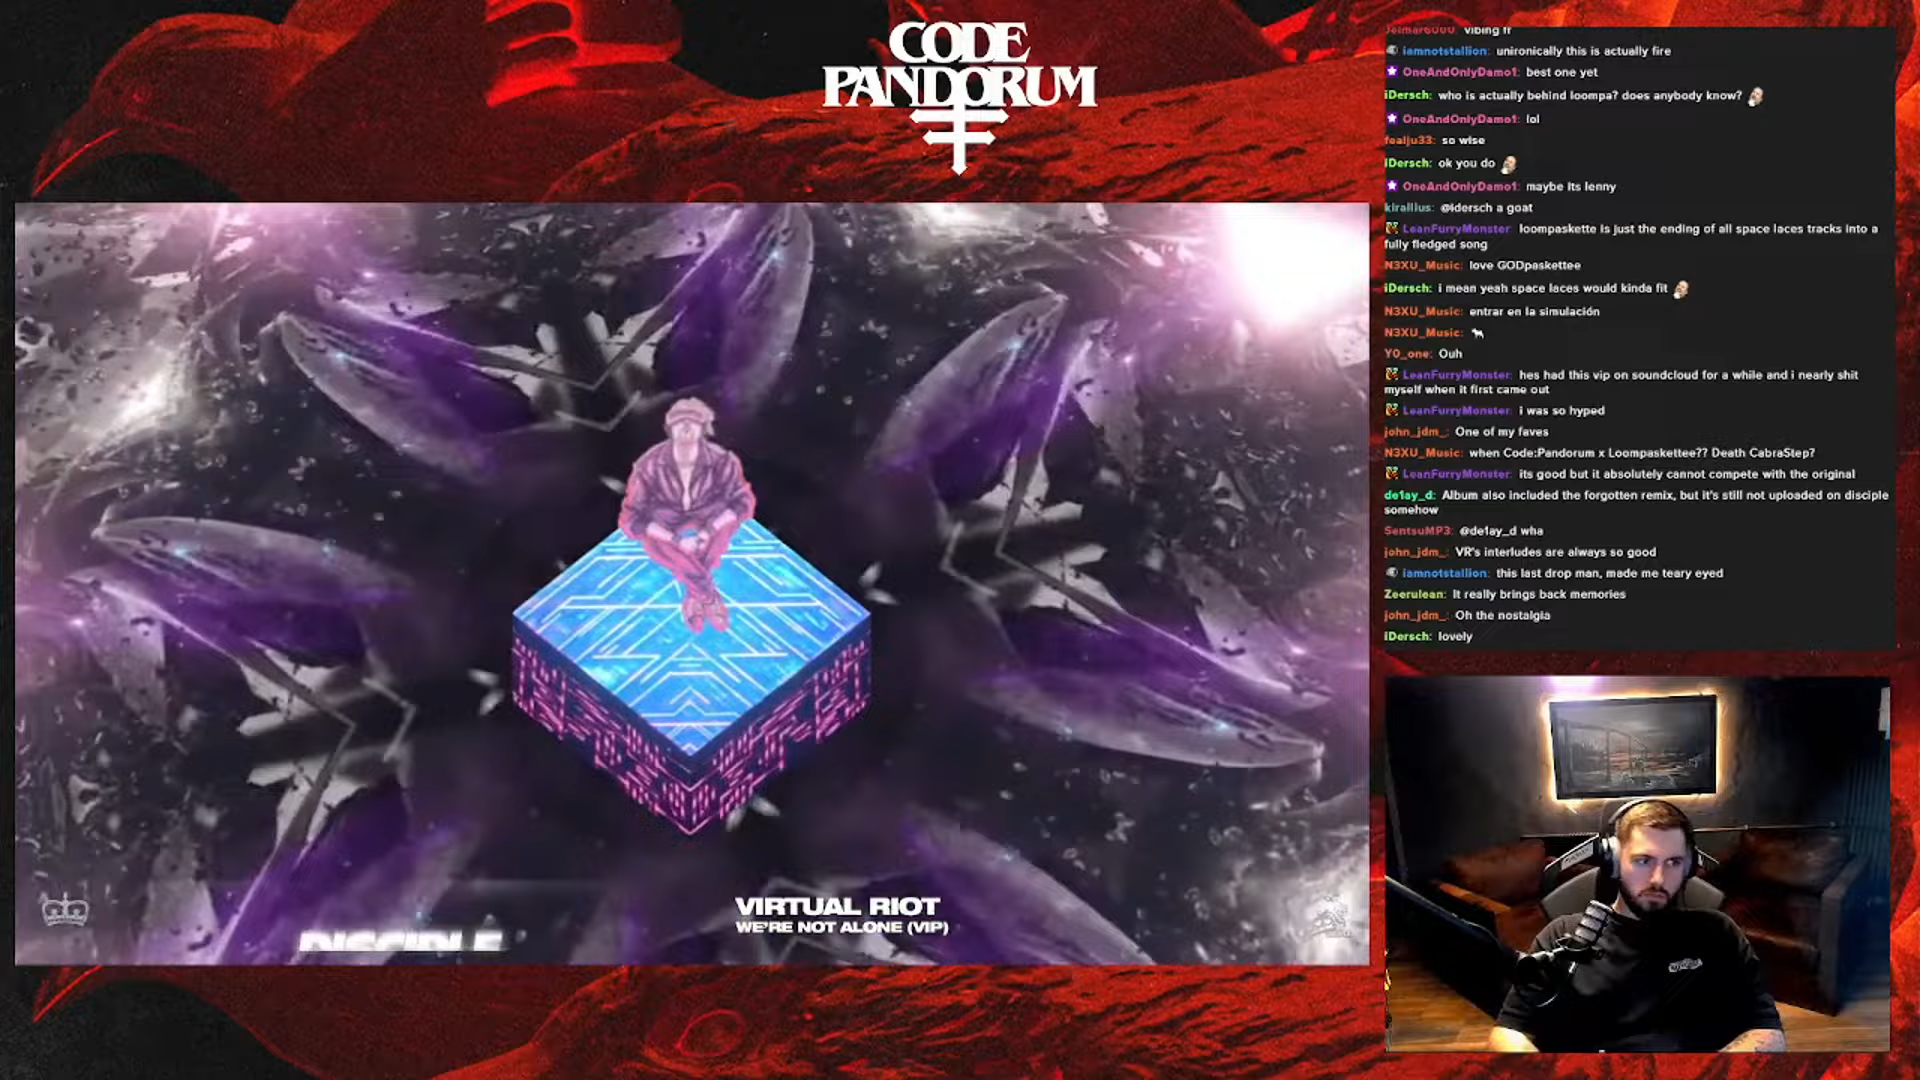 CODE
PANDORUM
Jelmar6000: vibing fr
iamnotstallion: unironically this is actually fire
OneAndOnlyDamo1: best one yet
iDersch: who is actually behind loompa? does anybody know?
OneAndOnlyDamo1: lol
fealju33: so wise
iDersch: ok you do
OneAndOnlyDamo1: maybe its lenny
kirallius: @idersch a goat
LeanFurryMonster: loompaskette is just the ending of all space laces tracks into a
fully fledged song
N3XU_Music: love GODpaskettee
iDersch: i mean yeah space laces would kinda fit
N3XU_Music: entrar en la simulación
N3XU_Music:
Y0_one: Ouh
LeanFurryMonster: hes had this vip on soundcloud for a while and i nearly shit
myself when it first came out
LeanFurryMonster: i was so hyped
john_jdm_: One of my faves
N3XU_Music: when Code:Pandorum x Loompaskettee?? Death CabraStep?
LeanFurryMonster: its good but it absolutely cannot compete with the original
de1ay_d: Album also included the forgotten remix, but it's still not uploaded on disciple
somehow
SentsuMP3: @de1ay_d wha
john_jdm_: VR's interludes are always so good
iamnotstallion: this last drop man, made me teary eyed
Zeerulean: It really brings back memories
john_jdm_: Oh the nostalgia
iDersch: lovely
VIRTUAL RIOT
WE'RE NOT ALONE (VIP)
DISCIPLE